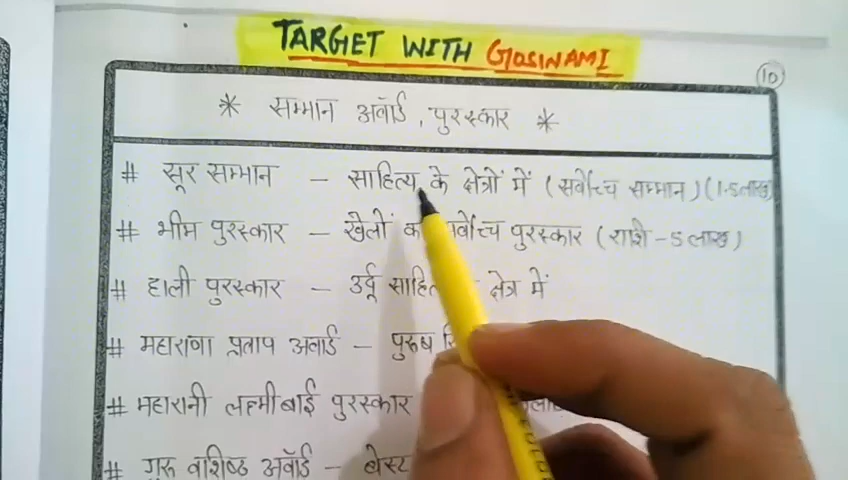 TARGET WITH GOSWAMI
10
* सम्मान अवॉर्ड, पुरस्कार *
# सूर सम्मान - साहित्य के क्षेत्रों में (सर्वोच्च सम्मान) (1.5 लाख)
# भीम पुरस्कार - खेलों का सर्वोच्च पुरस्कार (राशि - 5 लाख)
# हाली पुरस्कार - उर्दू क्षेत्र में
# महाराणा प्रताप अवार्ड - पुरुष
# महारानी लक्ष्मीबाई पुरस्कार
# गुरु वशिष्ठ अवॉर्ड - बेस्ट